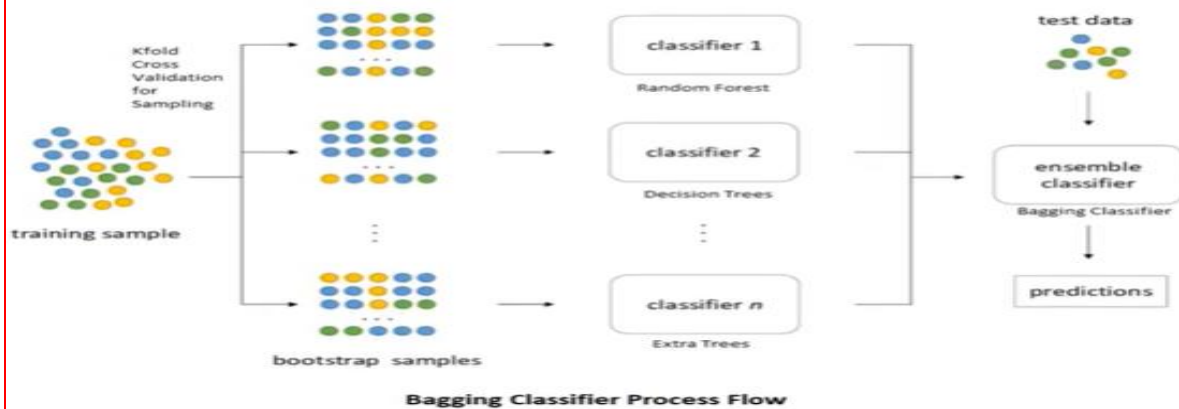 Kfold
Cross
Validation
for
Sampling
training sample
bootstrap samples
classifier 1
Random Forest
classifier 2
Decision Trees
classifier n
Extra Trees
test data
ensemble
classifier
Bagging Classifier
predictions
Bagging Classifier Process Flow